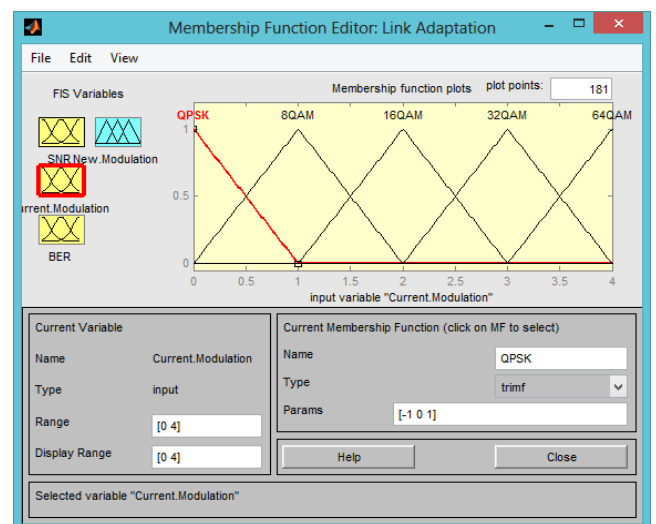 Membership Function Editor: Link Adaptation
File Edit View
FIS Variables
Membership function plots plot points: 181
QPSK 8QAM 16QAM 32QAM 64QAM
SNR New.Modulation
rrent.Modulation
BER
1
0.5
0
0 0.5 1 1.5 2 2.5 3 3.5 4
input variable "Current.Modulation"
Current Variable
Name Current.Modulation
Type input
Range [0 4]
Display Range [0 4]
Current Membership Function (click on MF to select)
Name QPSK
Type trimf
Params [-1 0 1]
Help Close
Selected variable "Current.Modulation"